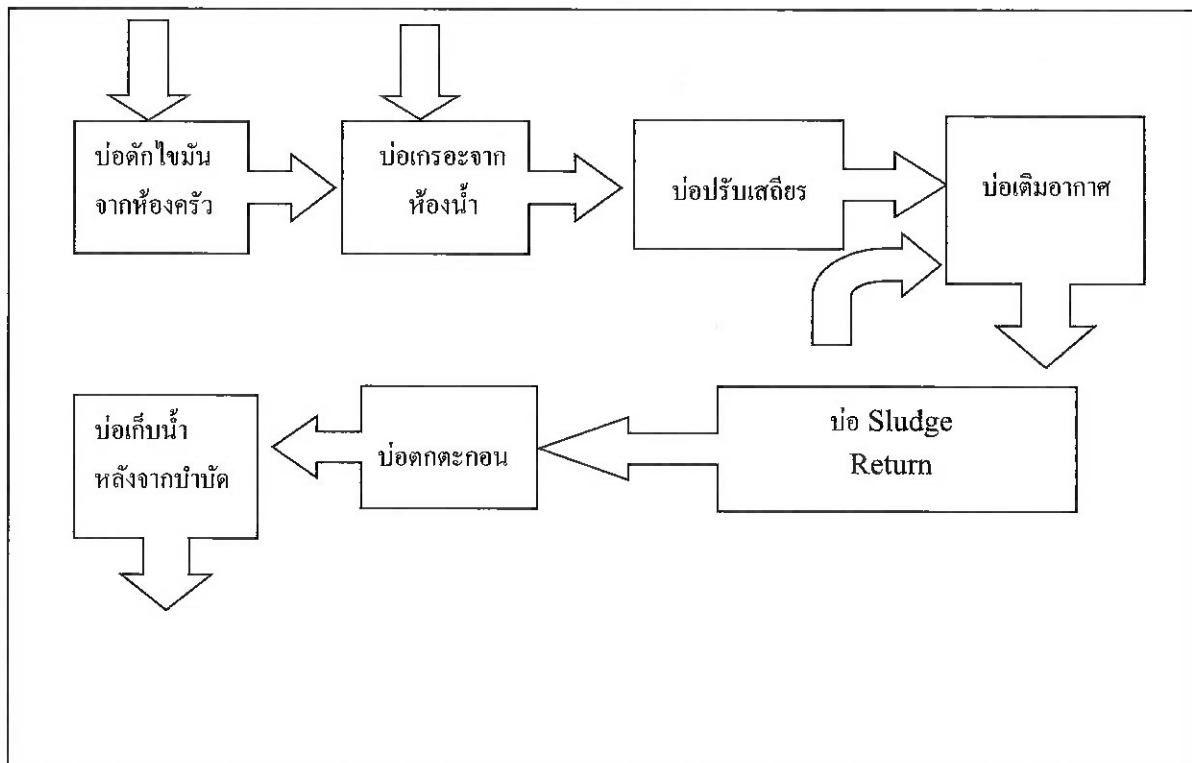 บ่อดักไขมัน
จากห้องครัว
บ่อเกรอะจาก
ห้องน้ำ
บ่อปรับเสถียร
บ่อเติมอากาศ
บ่อ Sludge
Return
บ่อตกตะกอน
บ่อเก็บน้ำ
หลังจากบำบัด